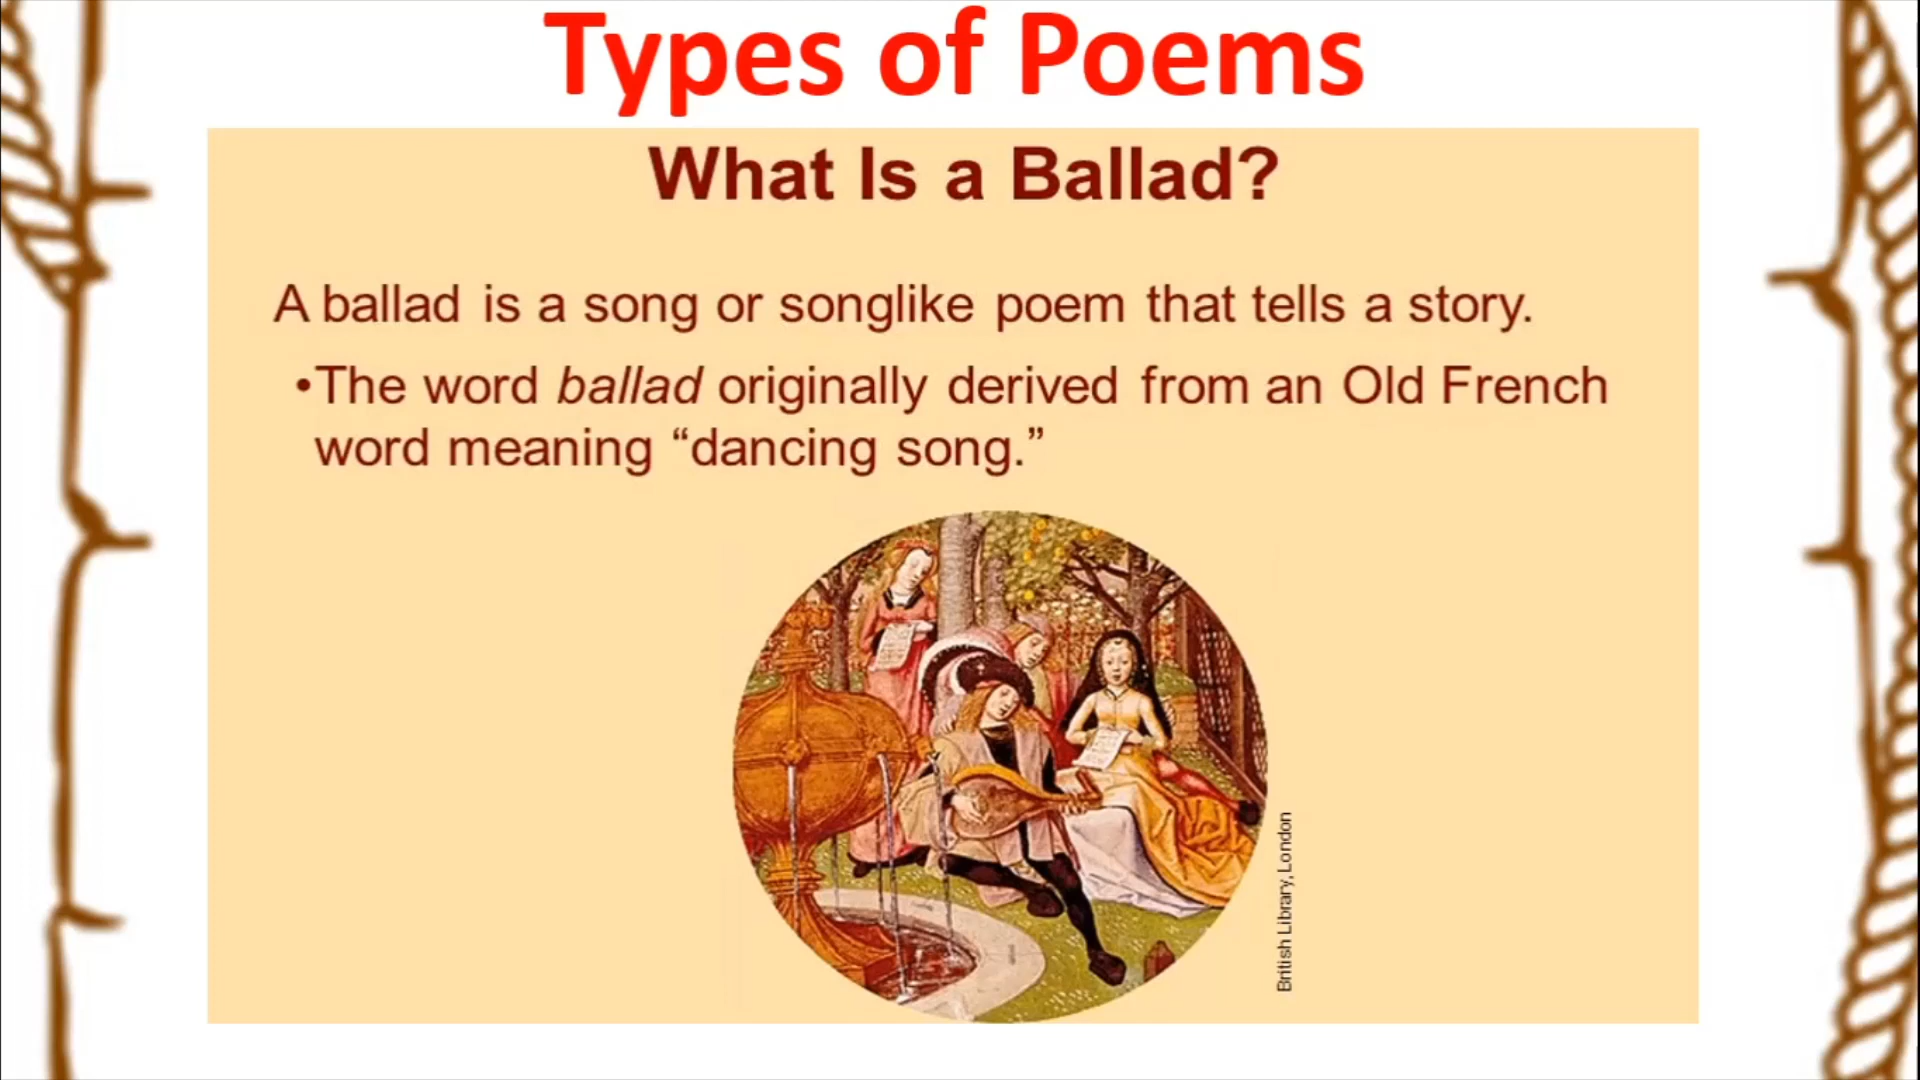 Types of Poems
What Is a Ballad?
A ballad is a song or songlike poem that tells a story.
•The word ballad originally derived from an Old French
word meaning “dancing song.”
British Library, London